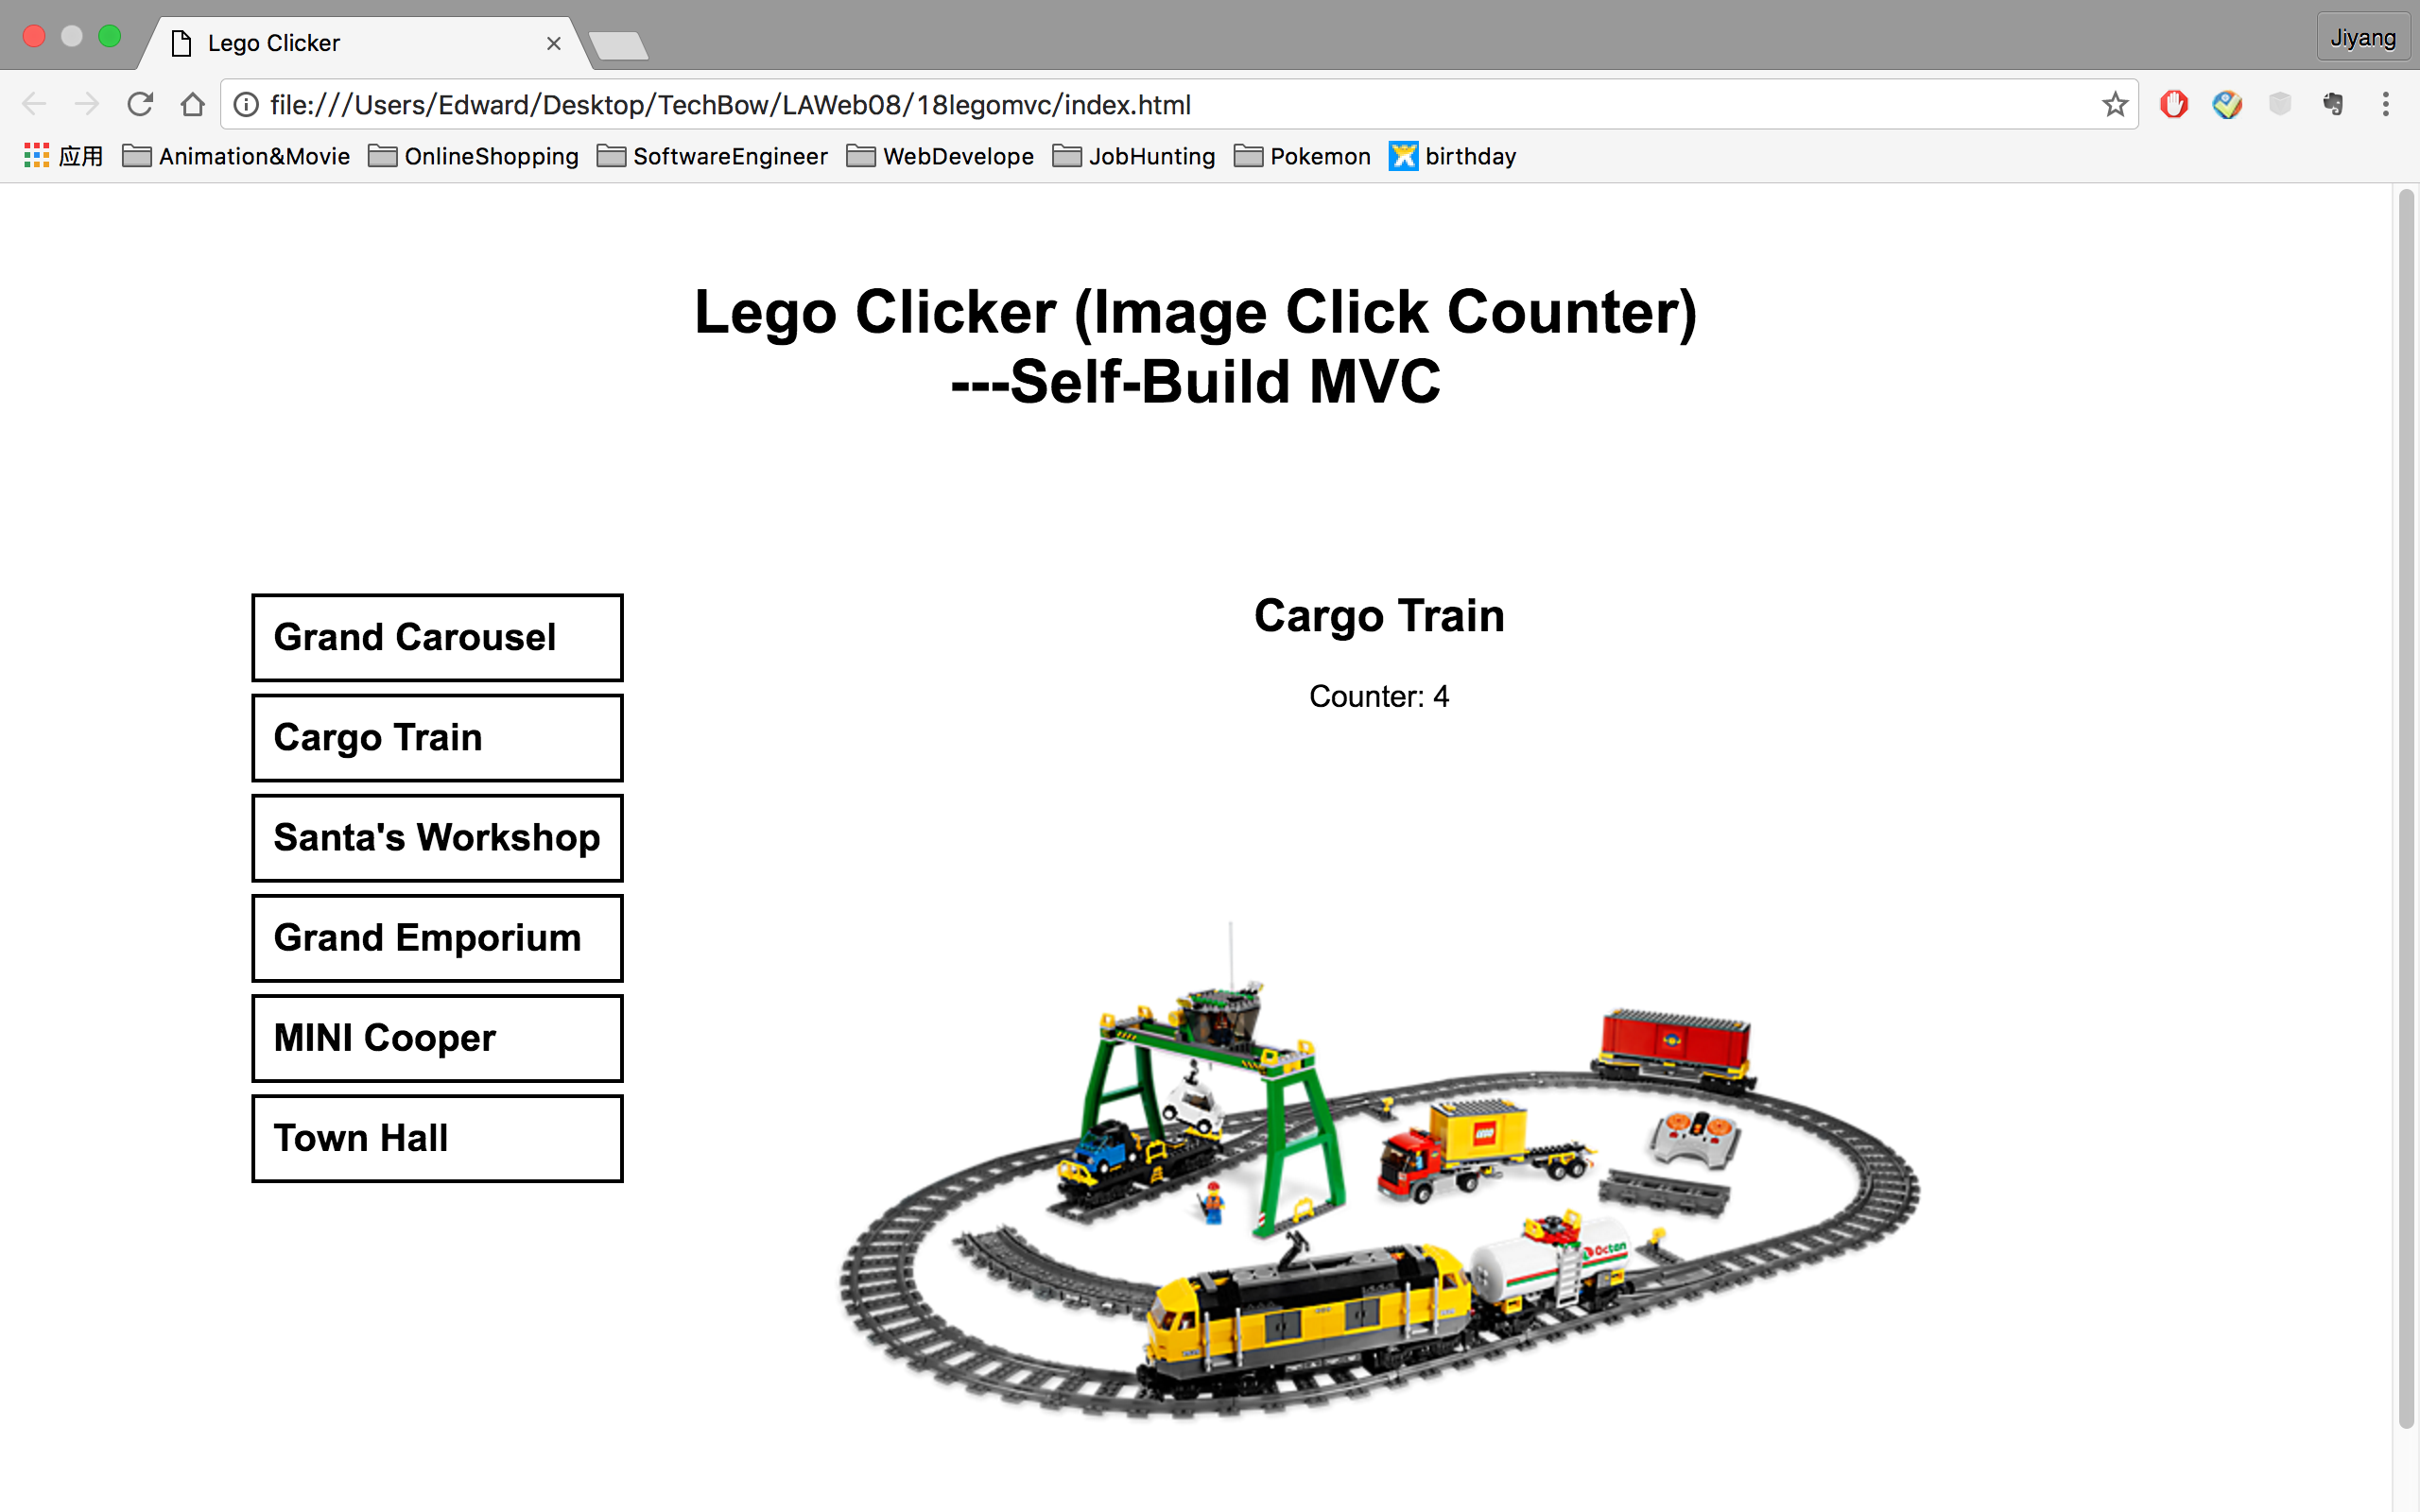 Lego Clicker
Jiyang
file:///Users/Edward/Desktop/TechBow/LAWeb08/18legomvc/index.html
应用 Animation&Movie OnlineShopping SoftwareEngineer WebDevelope JobHunting Pokemon birthday
Lego Clicker (Image Click Counter)
---Self-Build MVC
Grand Carousel
Cargo Train
Santa's Workshop
Grand Emporium
MINI Cooper
Town Hall
Cargo Train
Counter: 4
LEGO
Octan